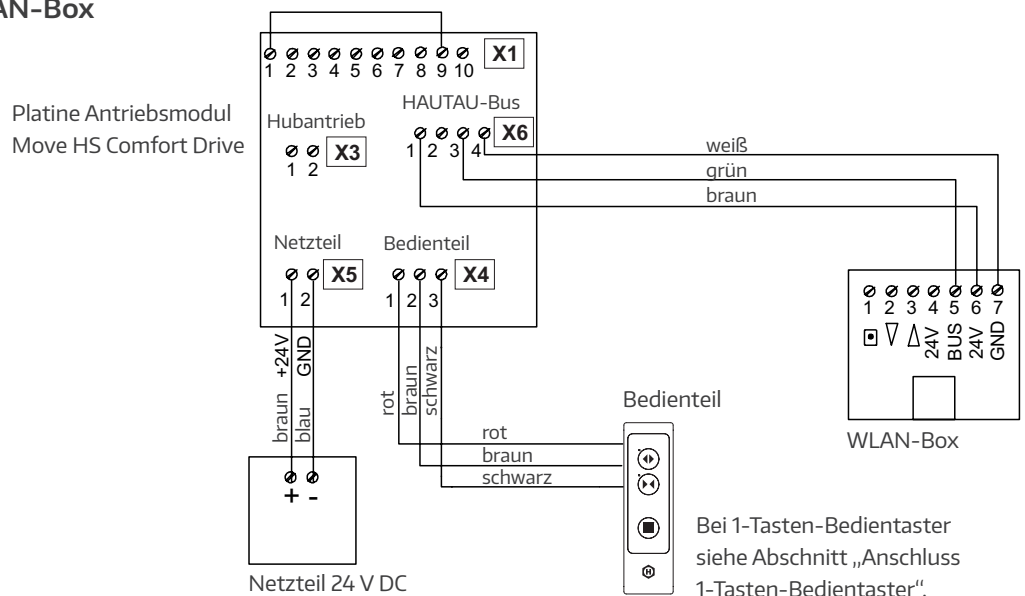 AN-Box
1 2 3 4 5 6 7 8 9 10 X1
Platine Antriebsmodul
Move HS Comfort Drive
HAUTAU-Bus
Hubantrieb
X6
1 2 3 4
X3
1 2
weiß
grün
braun
Netzteil
Bedienteil
X5
X4
1 2
1 2 3
1 2 3 4 5 6 7
24V
BUS
24V
GND
WLAN-Box
+24V
GND
braun
blau
rot
braun
schwarz
Bedienteil
rot
braun
schwarz
+ -
Netzteil 24 V DC
H
Bei 1-Tasten-Bedientaster
siehe Abschnitt „Anschluss
1-Tasten-Bedientaster“.